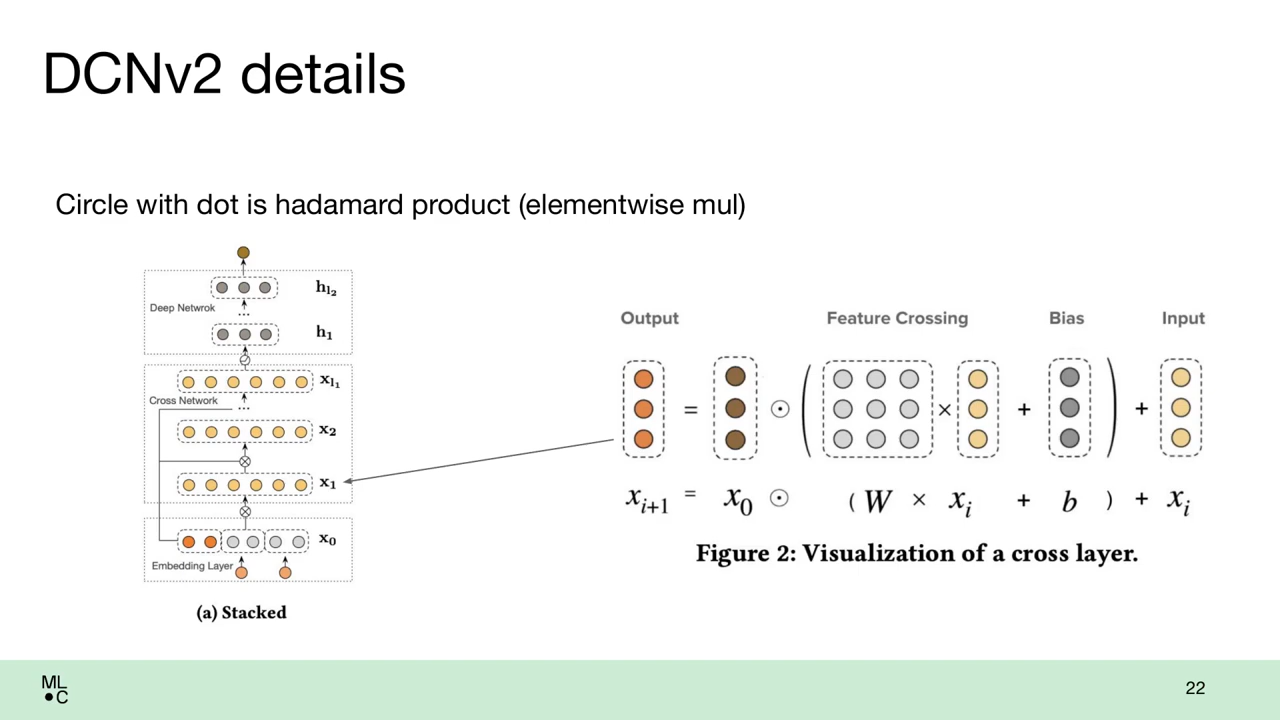 DCNv2 details
Circle with dot is hadamard product (elementwise mul)
h_{l_2}
Deep Netwrok
...
h_1
x_{l_1}
Cross Network
...
x_2
x_1
x_0
Embedding Layer
(a) Stacked
Output Feature Crossing Bias Input
= ⊙ ( × + ) +
x_{i+1} = x_0 ⊙ ( W × x_i + b ) + x_i
Figure 2: Visualization of a cross layer.
ML
C
22